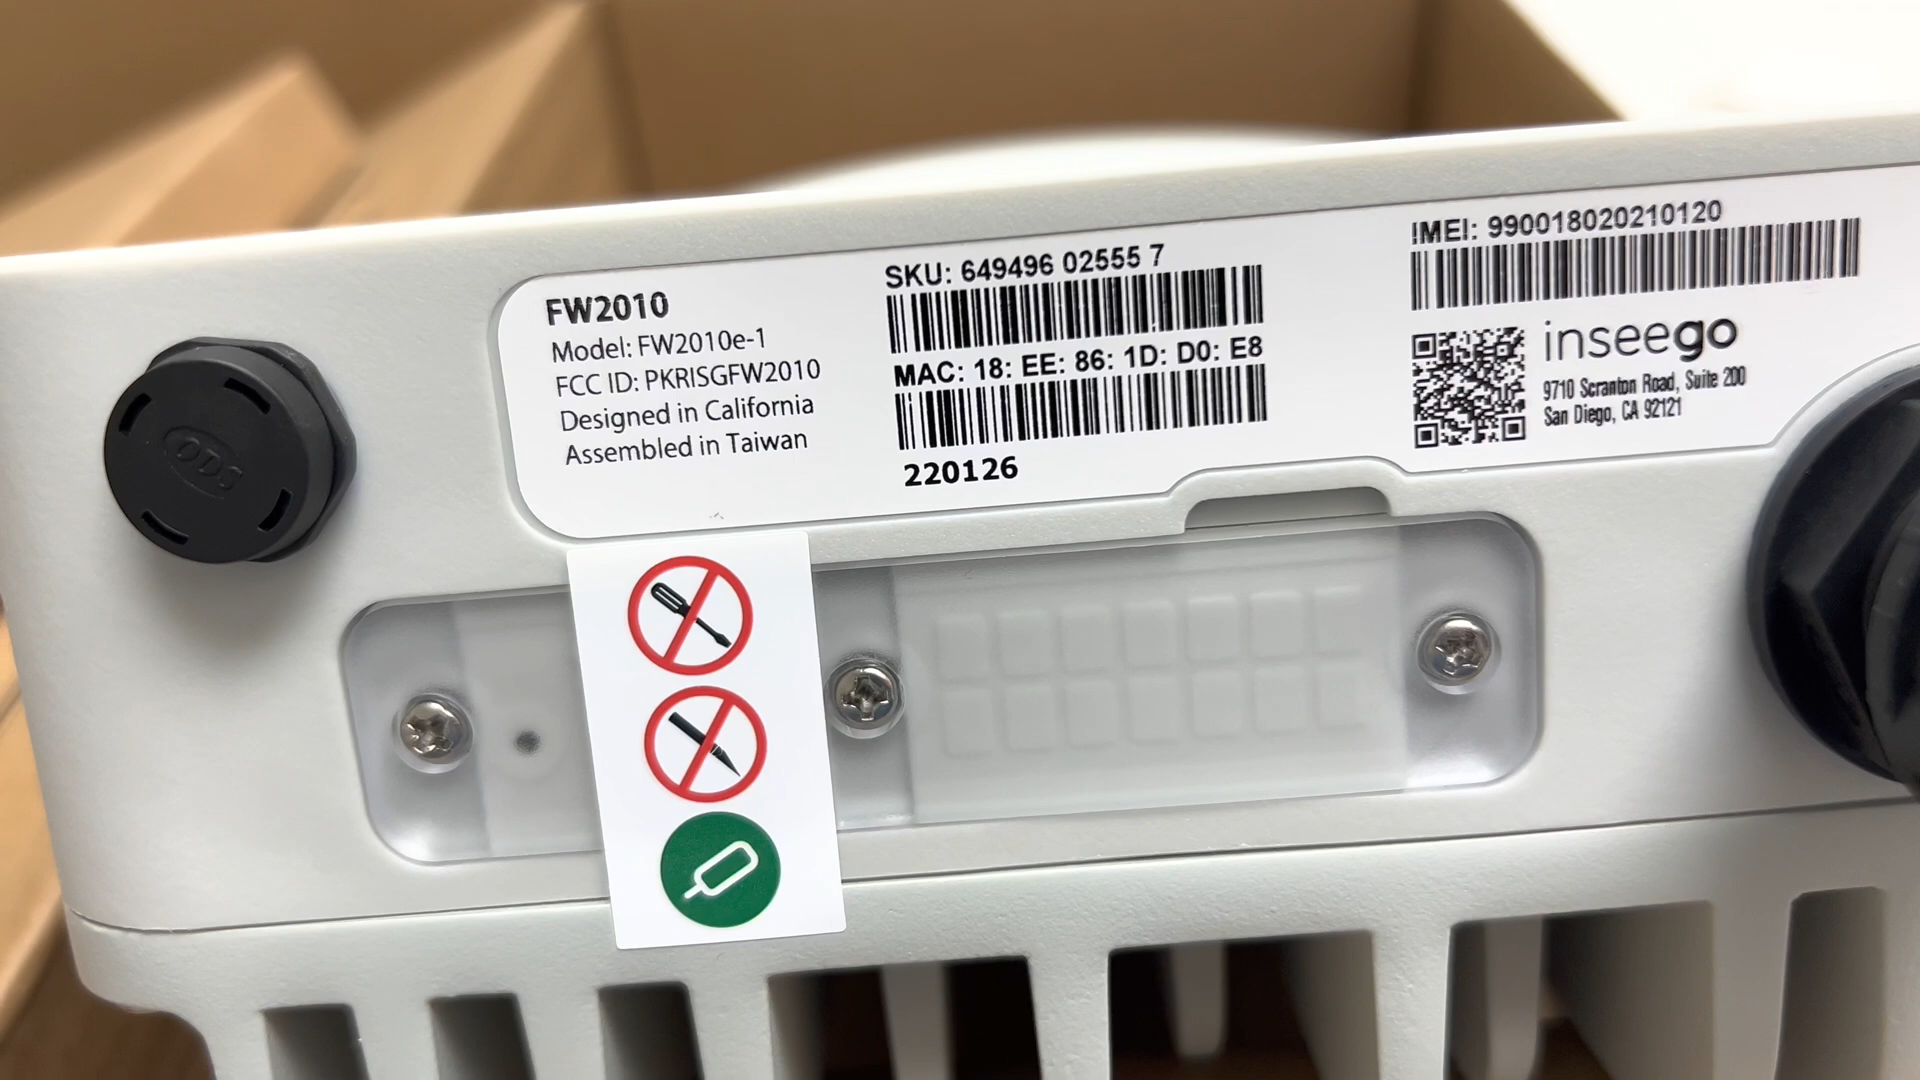 FW2010
Model: FW2010e-1
FCC ID: PKRISGFW2010
Designed in California
Assembled in Taiwan
SKU: 649496 02555 7
MAC: 18: EE: 86: 1D: D0: E8
220126
IMEI: 990018020210120
inseego
9710 Scranton Road, Suite 200
San Diego, CA 92121
ODS